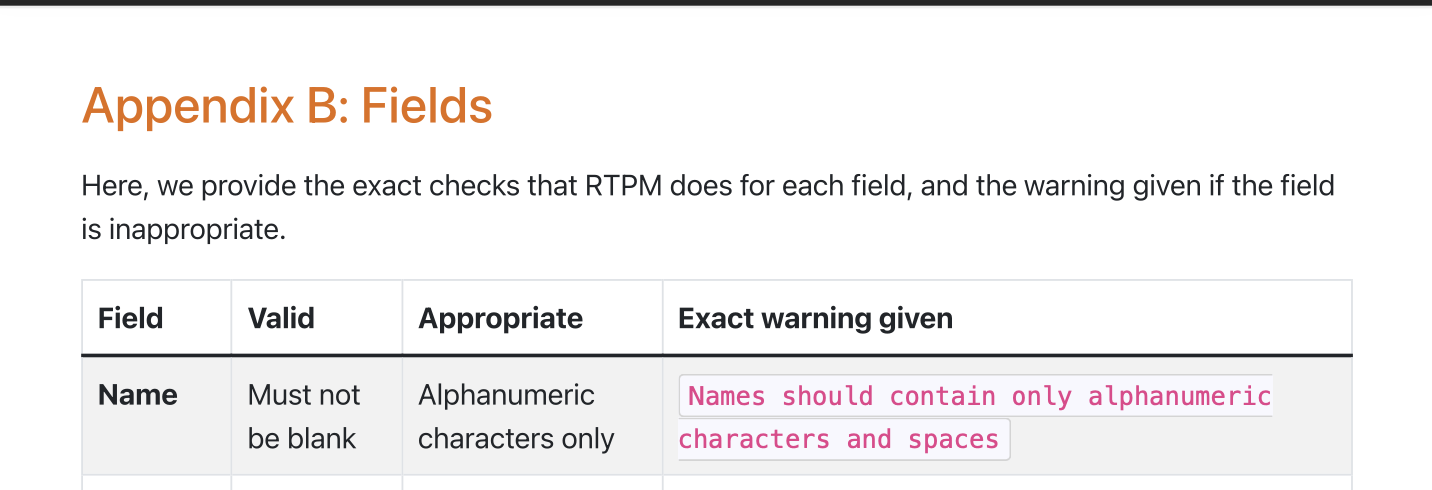 Appendix B: Fields
Here, we provide the exact checks that RTPM does for each field, and the warning given if the field
is inappropriate.
Field Valid Appropriate Exact warning given
Name Must not Alphanumeric Names should contain only alphanumeric
be blank characters only characters and spaces